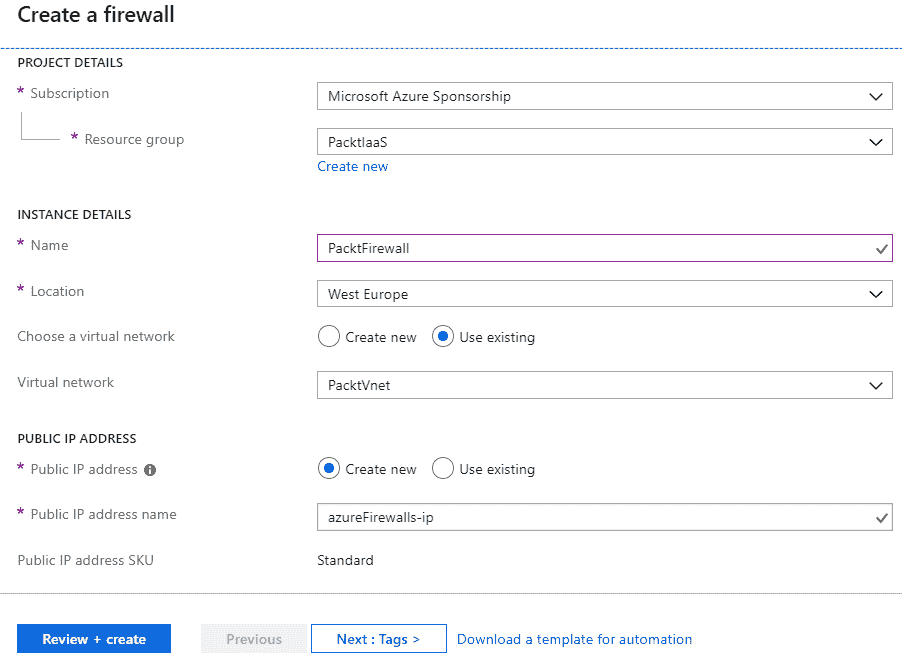 Create a firewall
PROJECT DETAILS
* Subscription
Microsoft Azure Sponsorship
* Resource group
PacktIaaS
Create new
INSTANCE DETAILS
* Name
PacktFirewall
* Location
West Europe
Choose a virtual network
Create new Use existing
Virtual network
PacktVnet
PUBLIC IP ADDRESS
* Public IP address
Create new Use existing
* Public IP address name
azureFirewalls-ip
Public IP address SKU
Standard
Review + create Previous Next : Tags > Download a template for automation